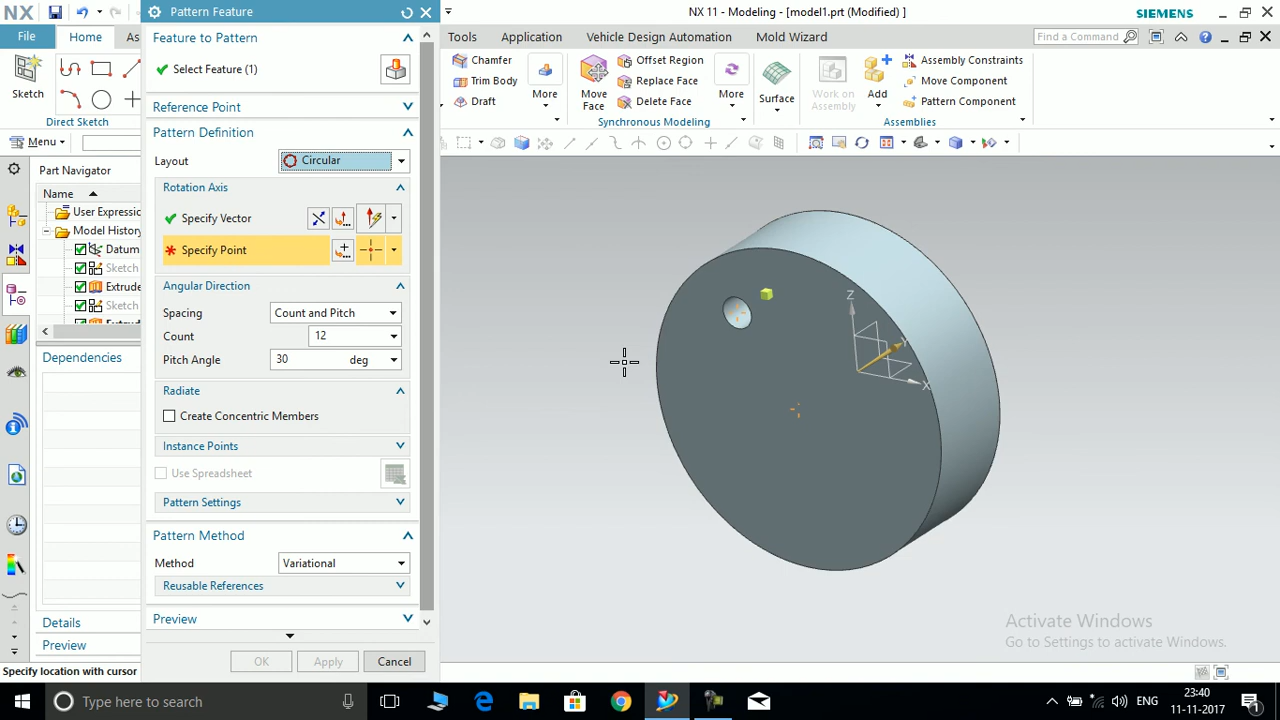 NX
Pattern Feature
NX 11 - Modeling - [model1.prt (Modified) ]
SIEMENS
File
Home
As
Tools
Application
Vehicle Design Automation
Mold Wizard
Find a Command
Feature to Pattern
Select Feature (1)
Reference Point
Pattern Definition
Layout
Circular
Rotation Axis
Specify Vector
Specify Point
Angular Direction
Spacing
Count and Pitch
Count
12
Pitch Angle
30
deg
Radiate
Create Concentric Members
Instance Points
Use Spreadsheet
Pattern Settings
Pattern Method
Method
Variational
Reusable References
Preview
OK
Apply
Cancel
Sketch
Direct Sketch
Menu
Part Navigator
Name
User Expression
Model History
Datum
Sketch
Extrude
Sketch
Extrud
Dependencies
Details
Preview
Specify location with cursor
Chamfer
Trim Body
Draft
More
Move
Face
Offset Region
Replace Face
Delete Face
More
Synchronous Modeling
Surface
Work on
Assembly
Add
Assembly Constraints
Move Component
Pattern Component
Assemblies
Z
Y
X
Activate Windows
Go to Settings to activate Windows.
Type here to search
ENG
23:40
11-11-2017
1